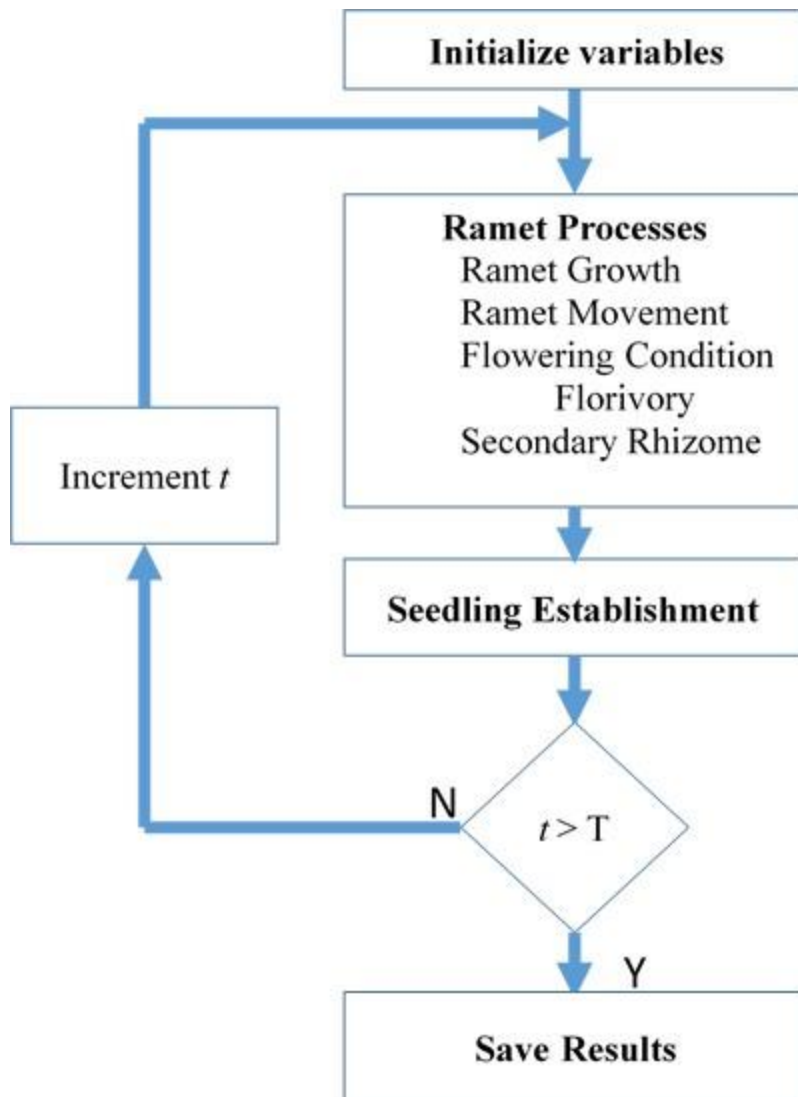 Initialize variables
Ramet Processes
Ramet Growth
Ramet Movement
Flowering Condition
Florivory
Secondary Rhizome
Increment t
Seedling Establishment
N
t > T
Y
Save Results